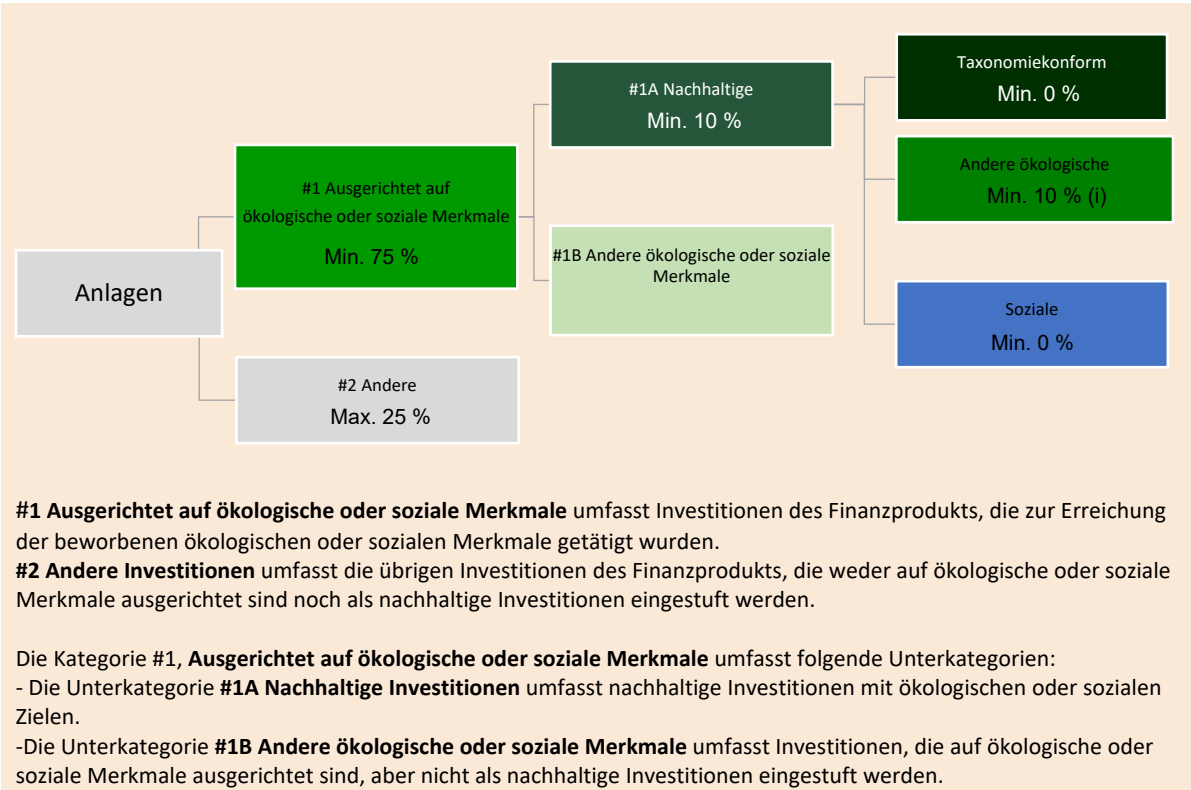 Anlagen
#1 Ausgerichtet auf
ökologische oder soziale Merkmale
Min. 75 %
#2 Andere
Max. 25 %
#1A Nachhaltige
Min. 10 %
#1B Andere ökologische oder soziale
Merkmale
Taxonomiekonform
Min. 0 %
Andere ökologische
Min. 10 % (i)
Soziale
Min. 0 %
#1 Ausgerichtet auf ökologische oder soziale Merkmale umfasst Investitionen des Finanzprodukts, die zur Erreichung
der beworbenen ökologischen oder sozialen Merkmale getätigt wurden.
#2 Andere Investitionen umfasst die übrigen Investitionen des Finanzprodukts, die weder auf ökologische oder soziale
Merkmale ausgerichtet sind noch als nachhaltige Investitionen eingestuft werden.
Die Kategorie #1, Ausgerichtet auf ökologische oder soziale Merkmale umfasst folgende Unterkategorien:
- Die Unterkategorie #1A Nachhaltige Investitionen umfasst nachhaltige Investitionen mit ökologischen oder sozialen
Zielen.
-Die Unterkategorie #1B Andere ökologische oder soziale Merkmale umfasst Investitionen, die auf ökologische oder
soziale Merkmale ausgerichtet sind, aber nicht als nachhaltige Investitionen eingestuft werden.